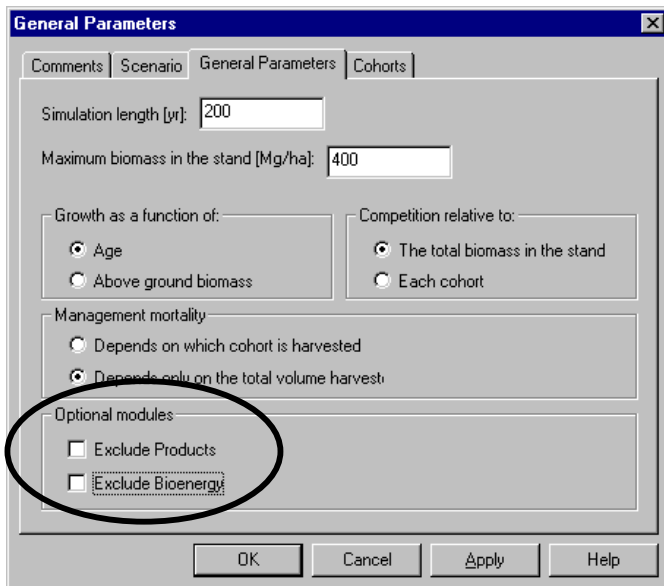 General Parameters
Comments Scenario General Parameters Cohorts
Simulation length [yr]: 200
Maximum biomass in the stand [Mg/ha]: 400
Growth as a function of: Competition relative to:
Age The total biomass in the stand
Above ground biomass Each cohort
Management mortality
Depends on which cohort is harvested
Depends only on the total volume harvest
Optional modules
Exclude Products
Exclude Bioenergy
OK Cancel Apply Help